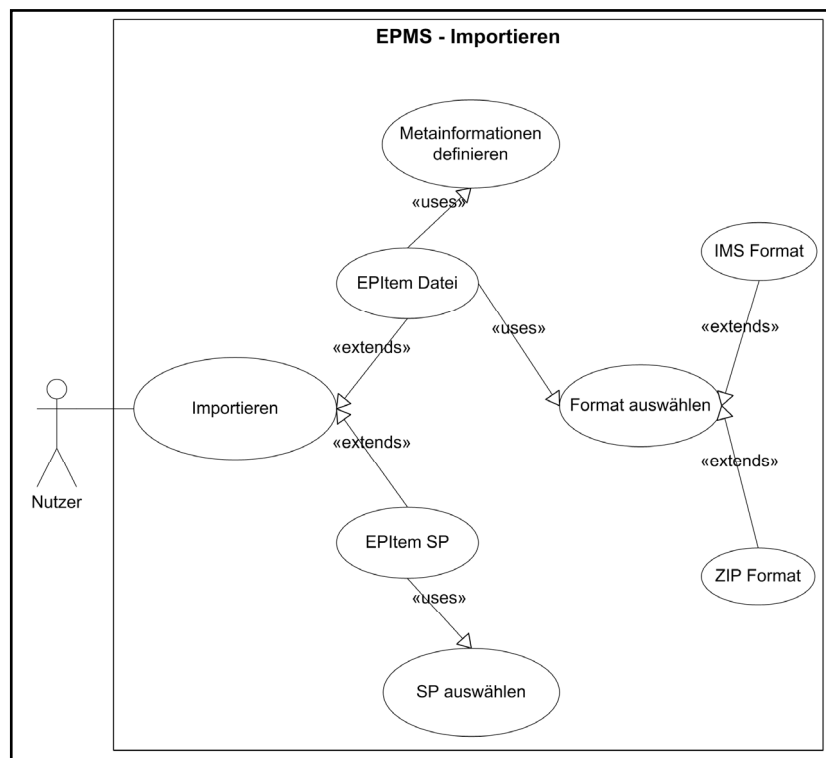 EPMS - Importieren
Metainformationen
definieren
«uses»
EPItem Datei
IMS Format
«uses»
«extends»
«extends»
Importieren
Format auswählen
«extends»
«extends»
Nutzer
EPItem SP
ZIP Format
«uses»
SP auswählen